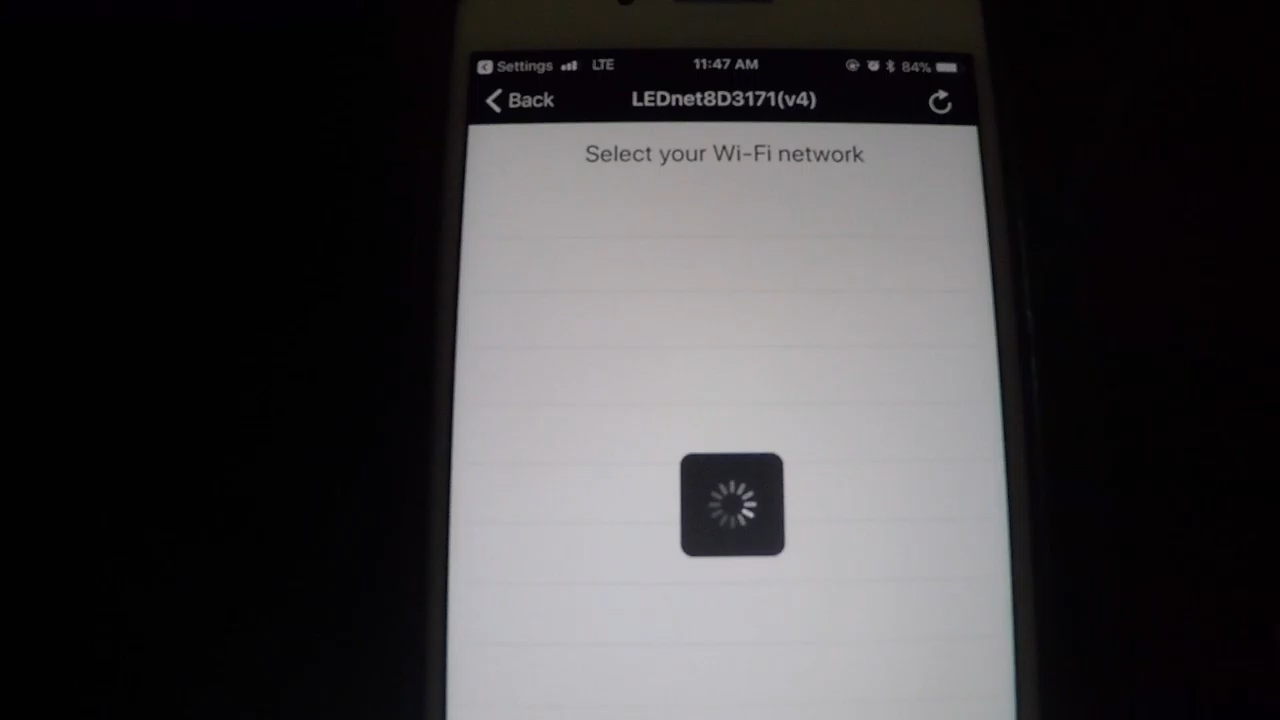 Settings LTE 11:47 AM 84%
Back LEDnet8D3171(v4)
Select your Wi-Fi network